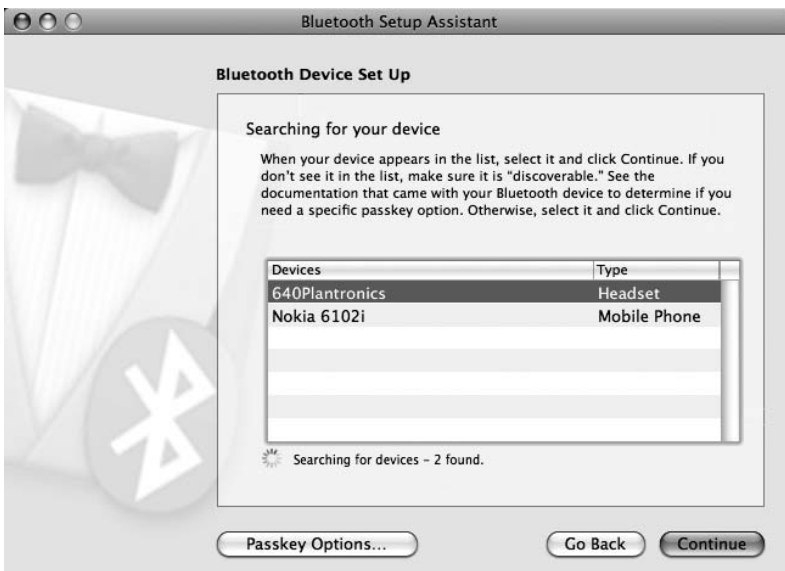 Bluetooth Setup Assistant
Bluetooth Device Set Up
Searching for your device
When your device appears in the list, select it and click Continue. If you
don't see it in the list, make sure it is “discoverable.” See the
documentation that came with your Bluetooth device to determine if you
need a specific passkey option. Otherwise, select it and click Continue.
Devices Type
640Plantronics Headset
Nokia 6102i Mobile Phone
Searching for devices – 2 found.
Passkey Options... Go Back Continue